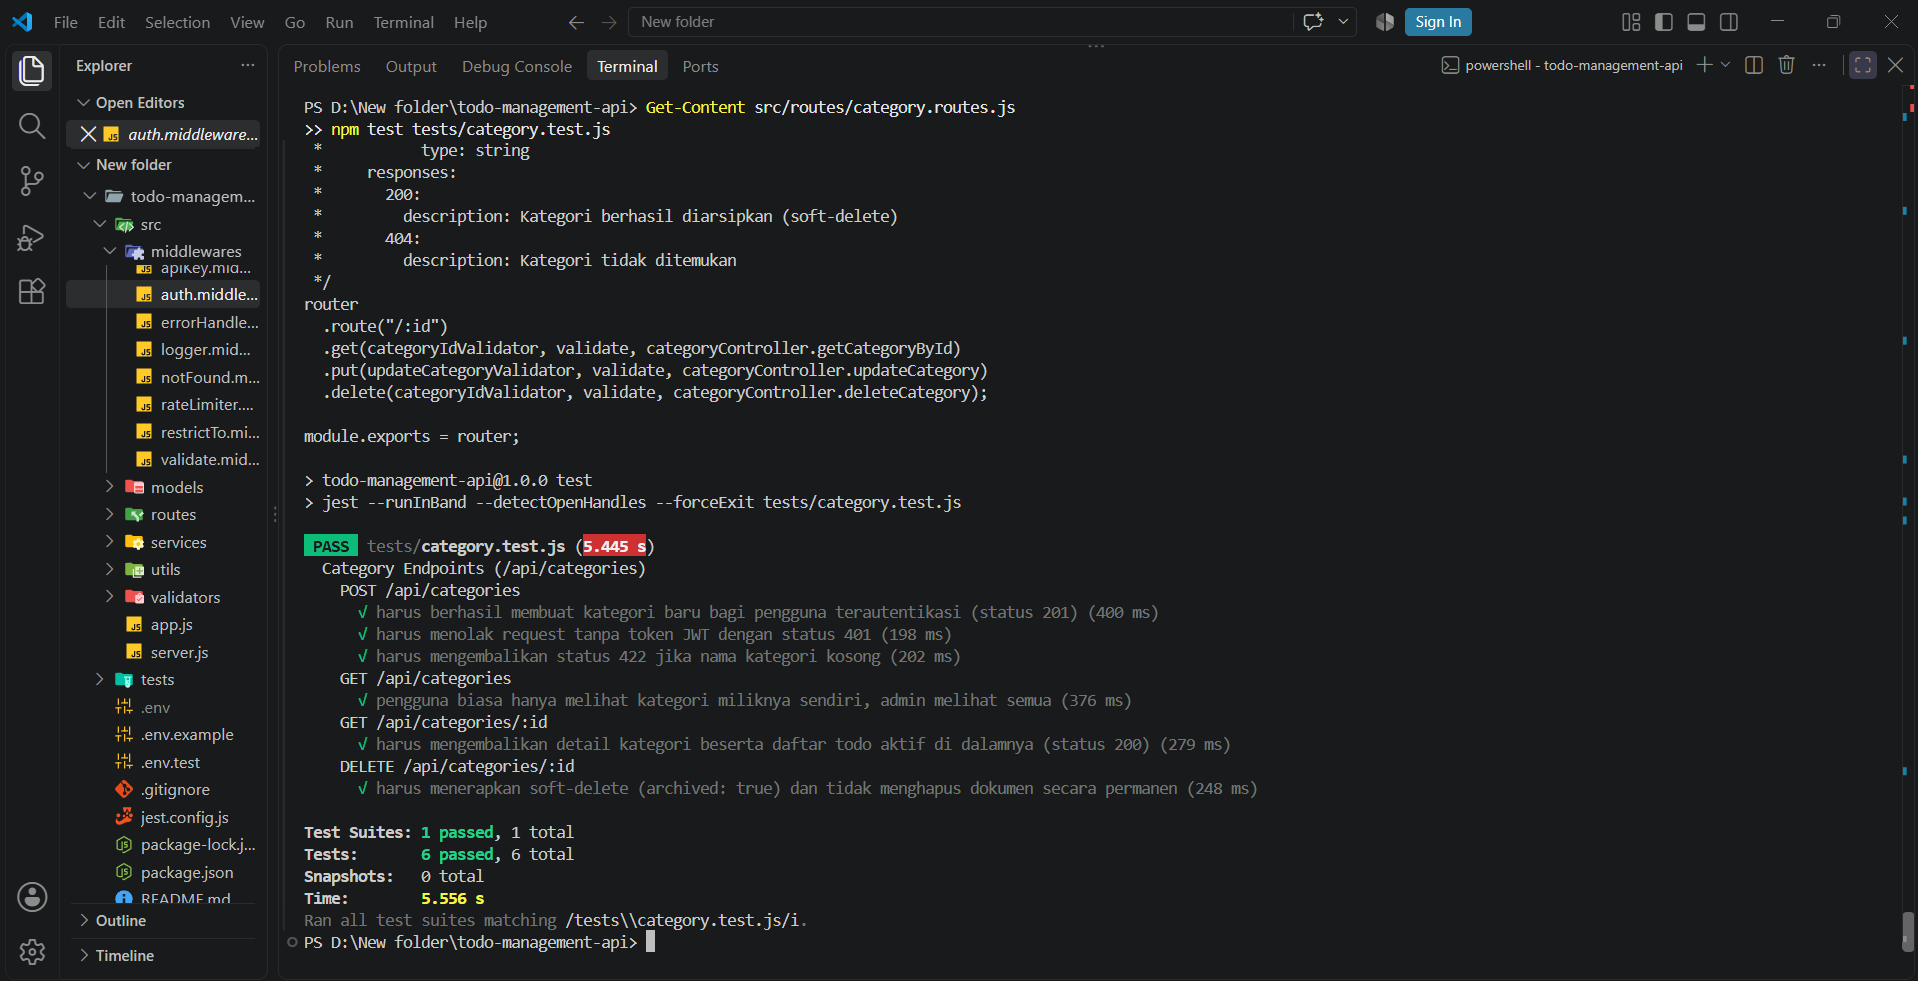 File Edit Selection View Go Run Terminal Help
New folder
Sign In
Explorer
Open Editors
auth.middleware...
New folder
todo-managem...
src
middlewares
apiKey.mid...
auth.middle...
errorHandle...
logger.mid...
notFound.m...
rateLimiter....
restrictTo.mi...
validate.mid...
models
routes
services
utils
validators
app.js
server.js
tests
.env
.env.example
.env.test
.gitignore
jest.config.js
package-lock.j...
package.json
README.md
Outline
Timeline
Problems Output Debug Console Terminal Ports
powershell - todo-management-api
PS D:\New folder\todo-management-api> Get-Content src/routes/category.routes.js
>> npm test tests/category.test.js
 *           type: string
 *     responses:
 *       200:
 *         description: Kategori berhasil diarsipkan (soft-delete)
 *       404:
 *         description: Kategori tidak ditemukan
 */
router
  .route("/:id")
  .get(categoryIdValidator, validate, categoryController.getCategoryById)
  .put(updateCategoryValidator, validate, categoryController.updateCategory)
  .delete(categoryIdValidator, validate, categoryController.deleteCategory);
module.exports = router;
> todo-management-api@1.0.0 test
> jest --runInBand --detectOpenHandles --forceExit tests/category.test.js
PASS tests/category.test.js (5.445 s)
  Category Endpoints (/api/categories)
    POST /api/categories
      √ harus berhasil membuat kategori baru bagi pengguna terautentikasi (status 201) (400 ms)
      √ harus menolak request tanpa token JWT dengan status 401 (198 ms)
      √ harus mengembalikan status 422 jika nama kategori kosong (202 ms)
    GET /api/categories
      √ pengguna biasa hanya melihat kategori miliknya sendiri, admin melihat semua (376 ms)
    GET /api/categories/:id
      √ harus mengembalikan detail kategori beserta daftar todo aktif di dalamnya (status 200) (279 ms)
    DELETE /api/categories/:id
      √ harus menerapkan soft-delete (archived: true) dan tidak menghapus dokumen secara permanen (248 ms)
Test Suites: 1 passed, 1 total
Tests:       6 passed, 6 total
Snapshots:   0 total
Time:        5.556 s
Ran all test suites matching /tests\\category.test.js/i.
PS D:\New folder\todo-management-api>